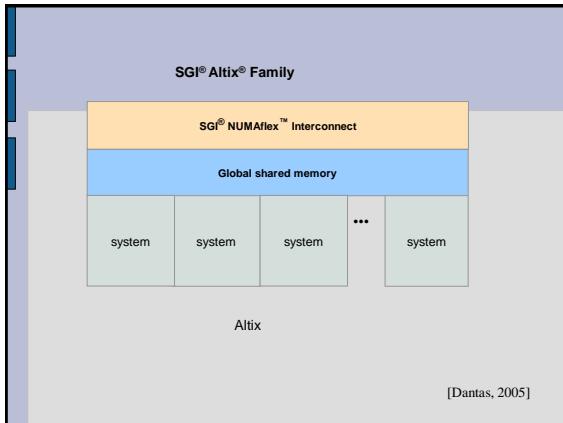 SGI® Altix® Family
SGI® NUMAflex™ Interconnect
Global shared memory
system system system ... system
Altix
[Dantas, 2005]